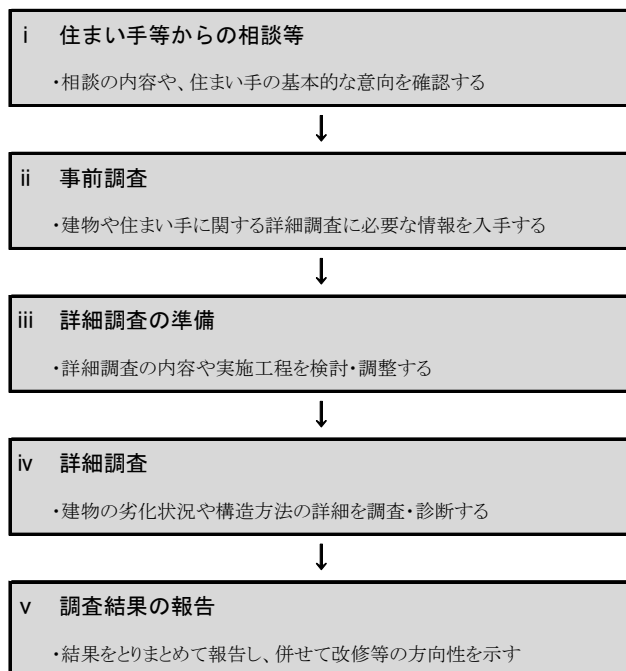 i 住まい手等からの相談等
・相談の内容や、住まい手の基本的な意向を確認する
↓
ii 事前調査
・建物や住まい手に関する詳細調査に必要な情報を入手する
↓
iii 詳細調査の準備
・詳細調査の内容や実施工程を検討・調整する
↓
iv 詳細調査
・建物の劣化状況や構造方法の詳細を調査・診断する
↓
v 調査結果の報告
・結果をとりまとめて報告し、併せて改修等の方向性を示す